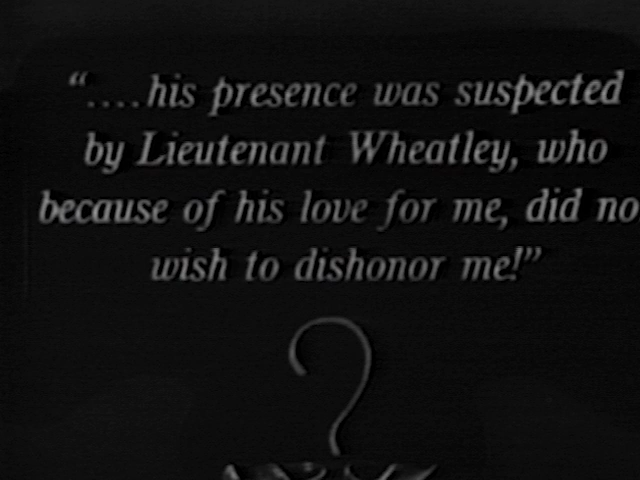 “....his presence was suspected
by Lieutenant Wheatley, who
because of his love for me, did no
wish to dishonor me!”